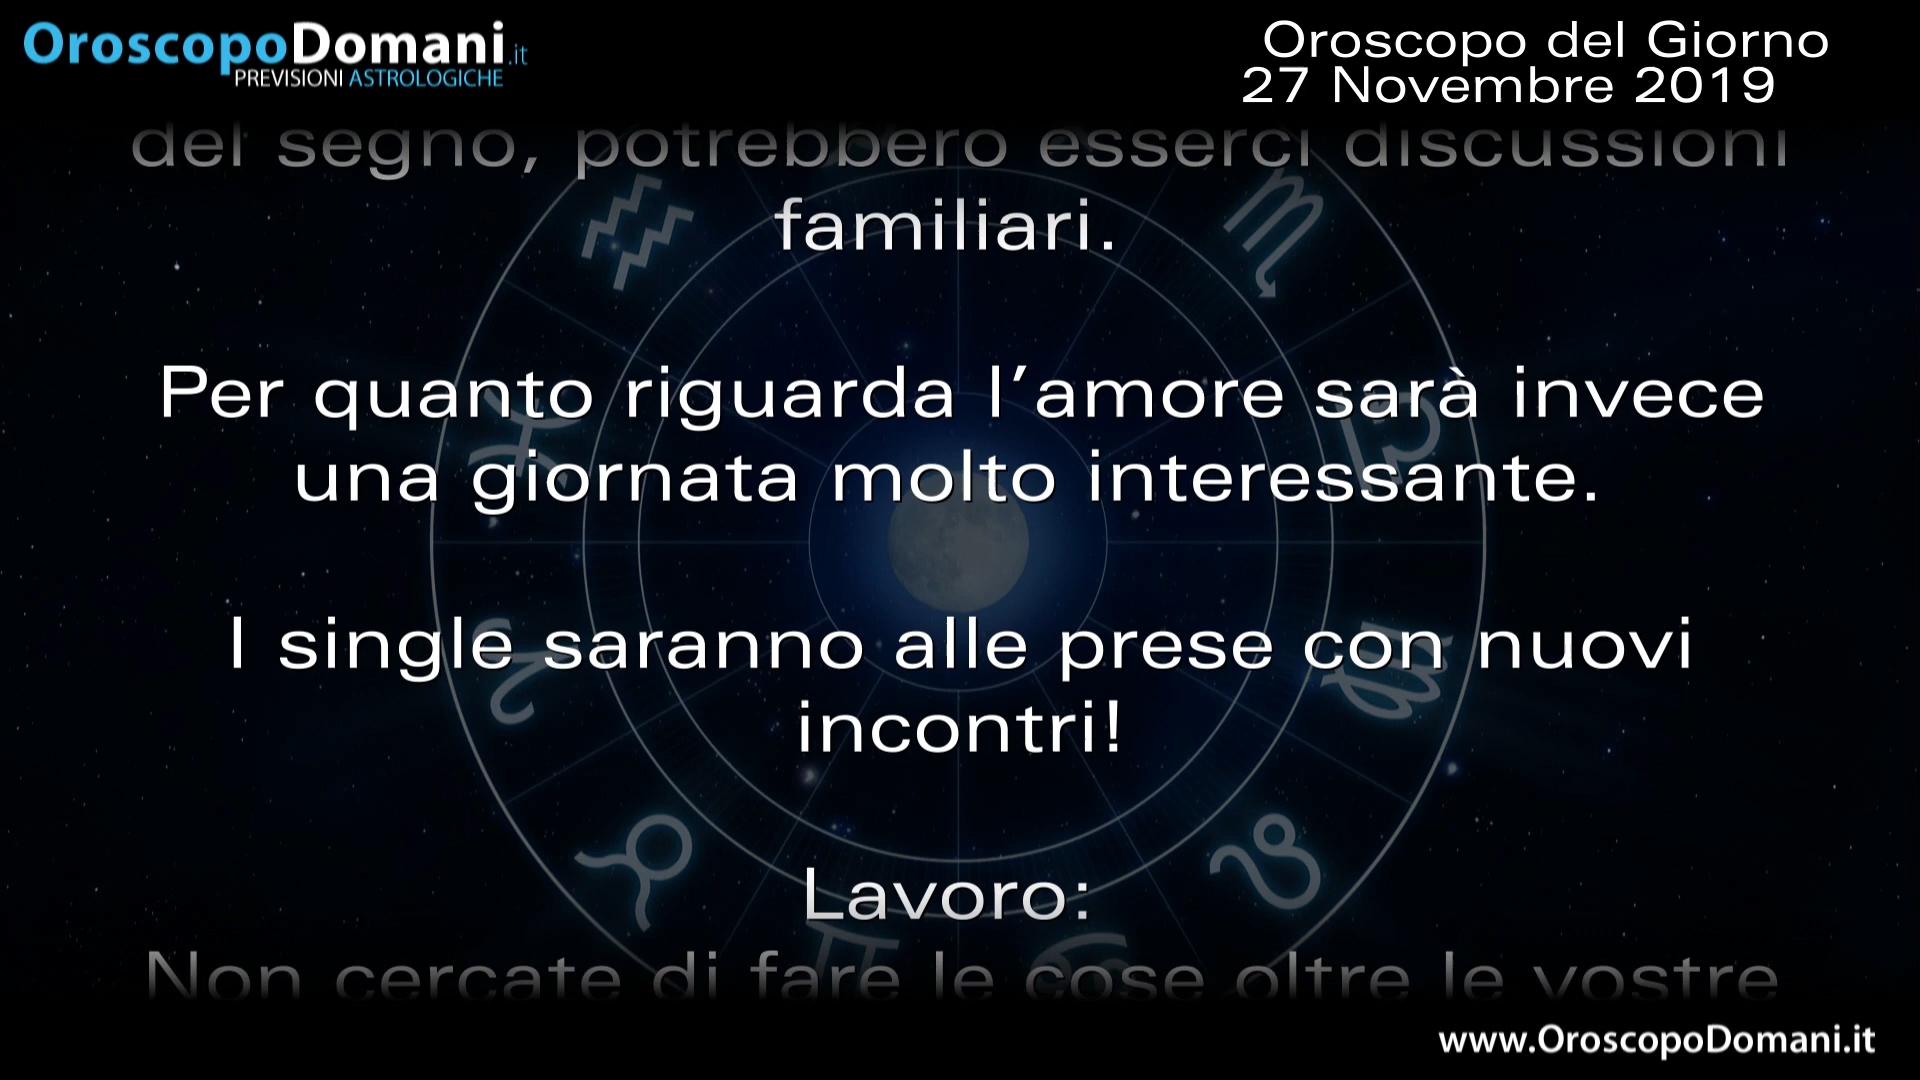 OroscopoDomani.it
PREVISIONI ASTROLOGICHE
Oroscopo del Giorno
27 Novembre 2019
del segno, potrebbero esserci discussioni
familiari.
Per quanto riguarda l’amore sarà invece
una giornata molto interessante.
I single saranno alle prese con nuovi
incontri!
Lavoro:
Non cercate di fare le cose oltre le vostre
www.OroscopoDomani.it